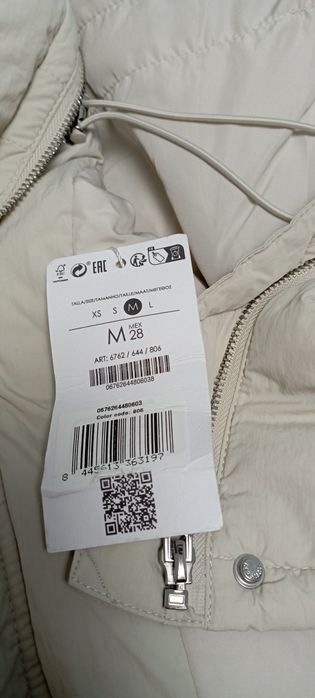 FSC EAC
TALLA/SIZE/TAMANHO/TAILLE/MAAT/МЕГЕӨОΣ
XS S M L
M MEX 28
ART: 6762 / 644 / 806
06762644806038
0676264480603
Color code. 806
8 445613 363197